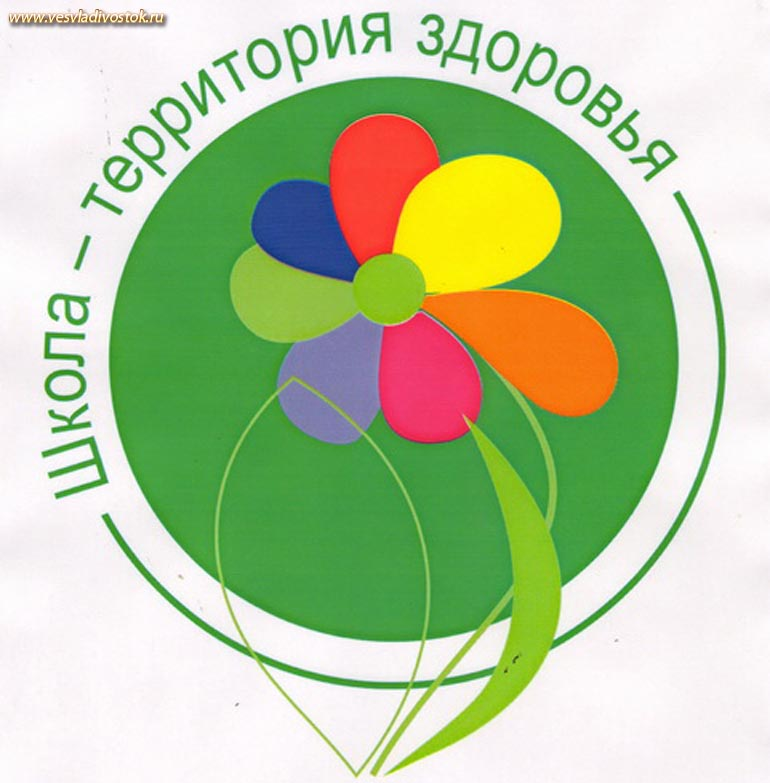 www.vesvladivostok.ru
Школа – территория здоровья